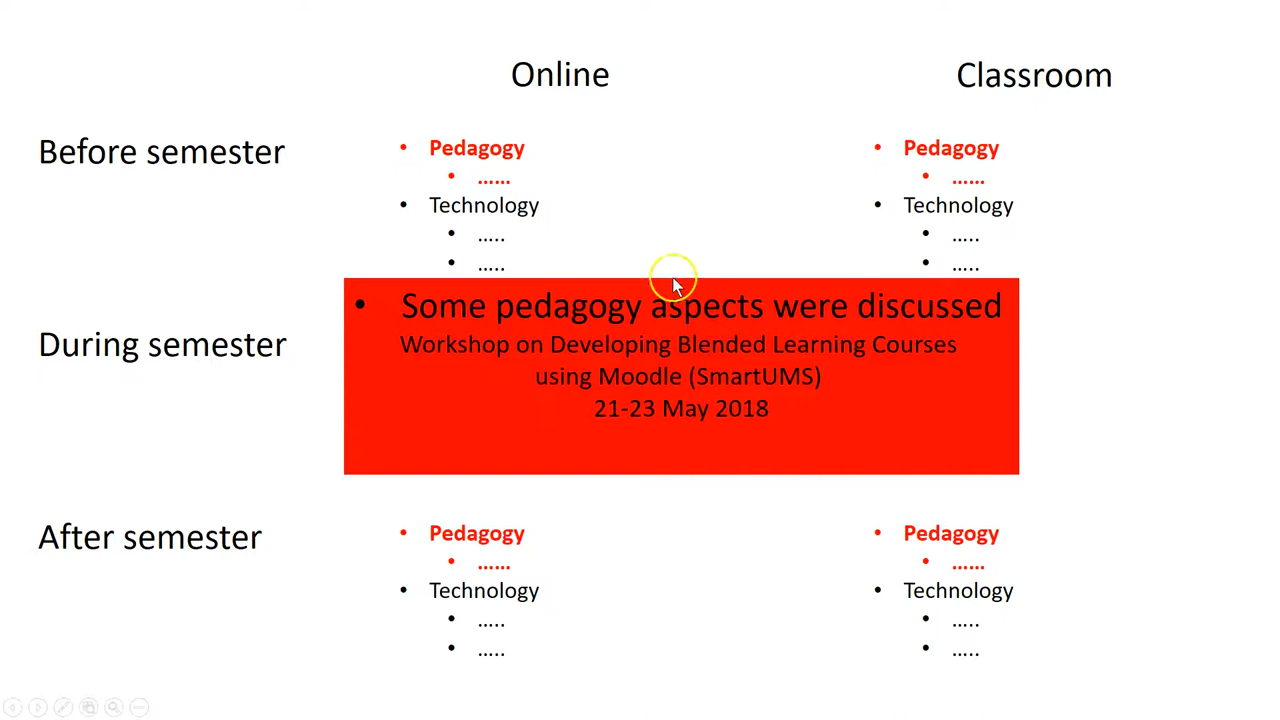 Online Classroom
Before semester
• Pedagogy
• ......
• Technology
• .....
• .....
• Pedagogy
• ......
• Technology
• .....
• .....
During semester
• Some pedagogy aspects were discussed
Workshop on Developing Blended Learning Courses
using Moodle (SmartUMS)
21-23 May 2018
After semester
• Pedagogy
• ......
• Technology
• .....
• .....
• Pedagogy
• ......
• Technology
• .....
• .....